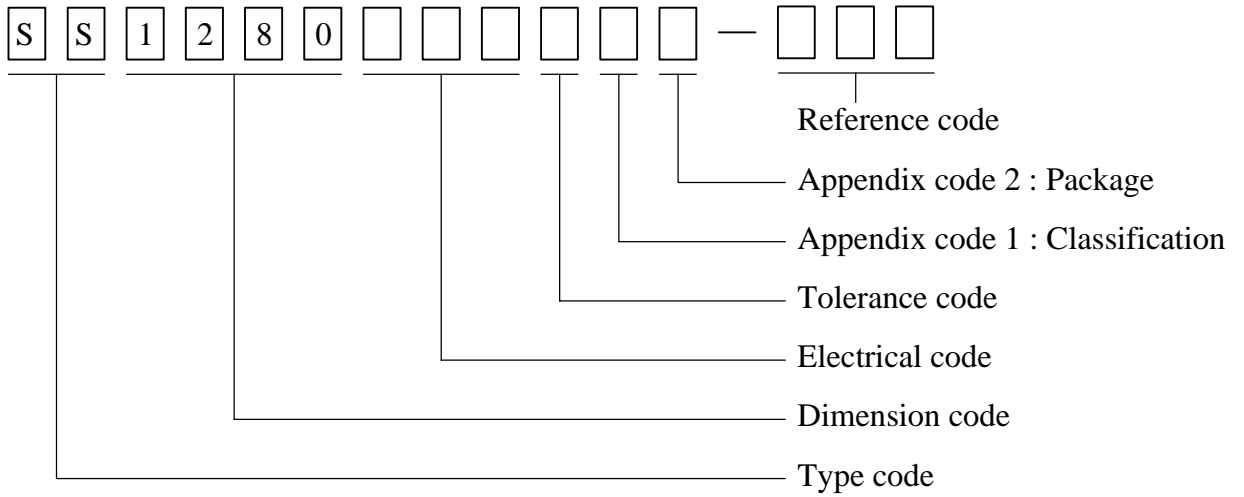 S S 1 2 8 0 —
Reference code
Appendix code 2 : Package
Appendix code 1 : Classification
Tolerance code
Electrical code
Dimension code
Type code